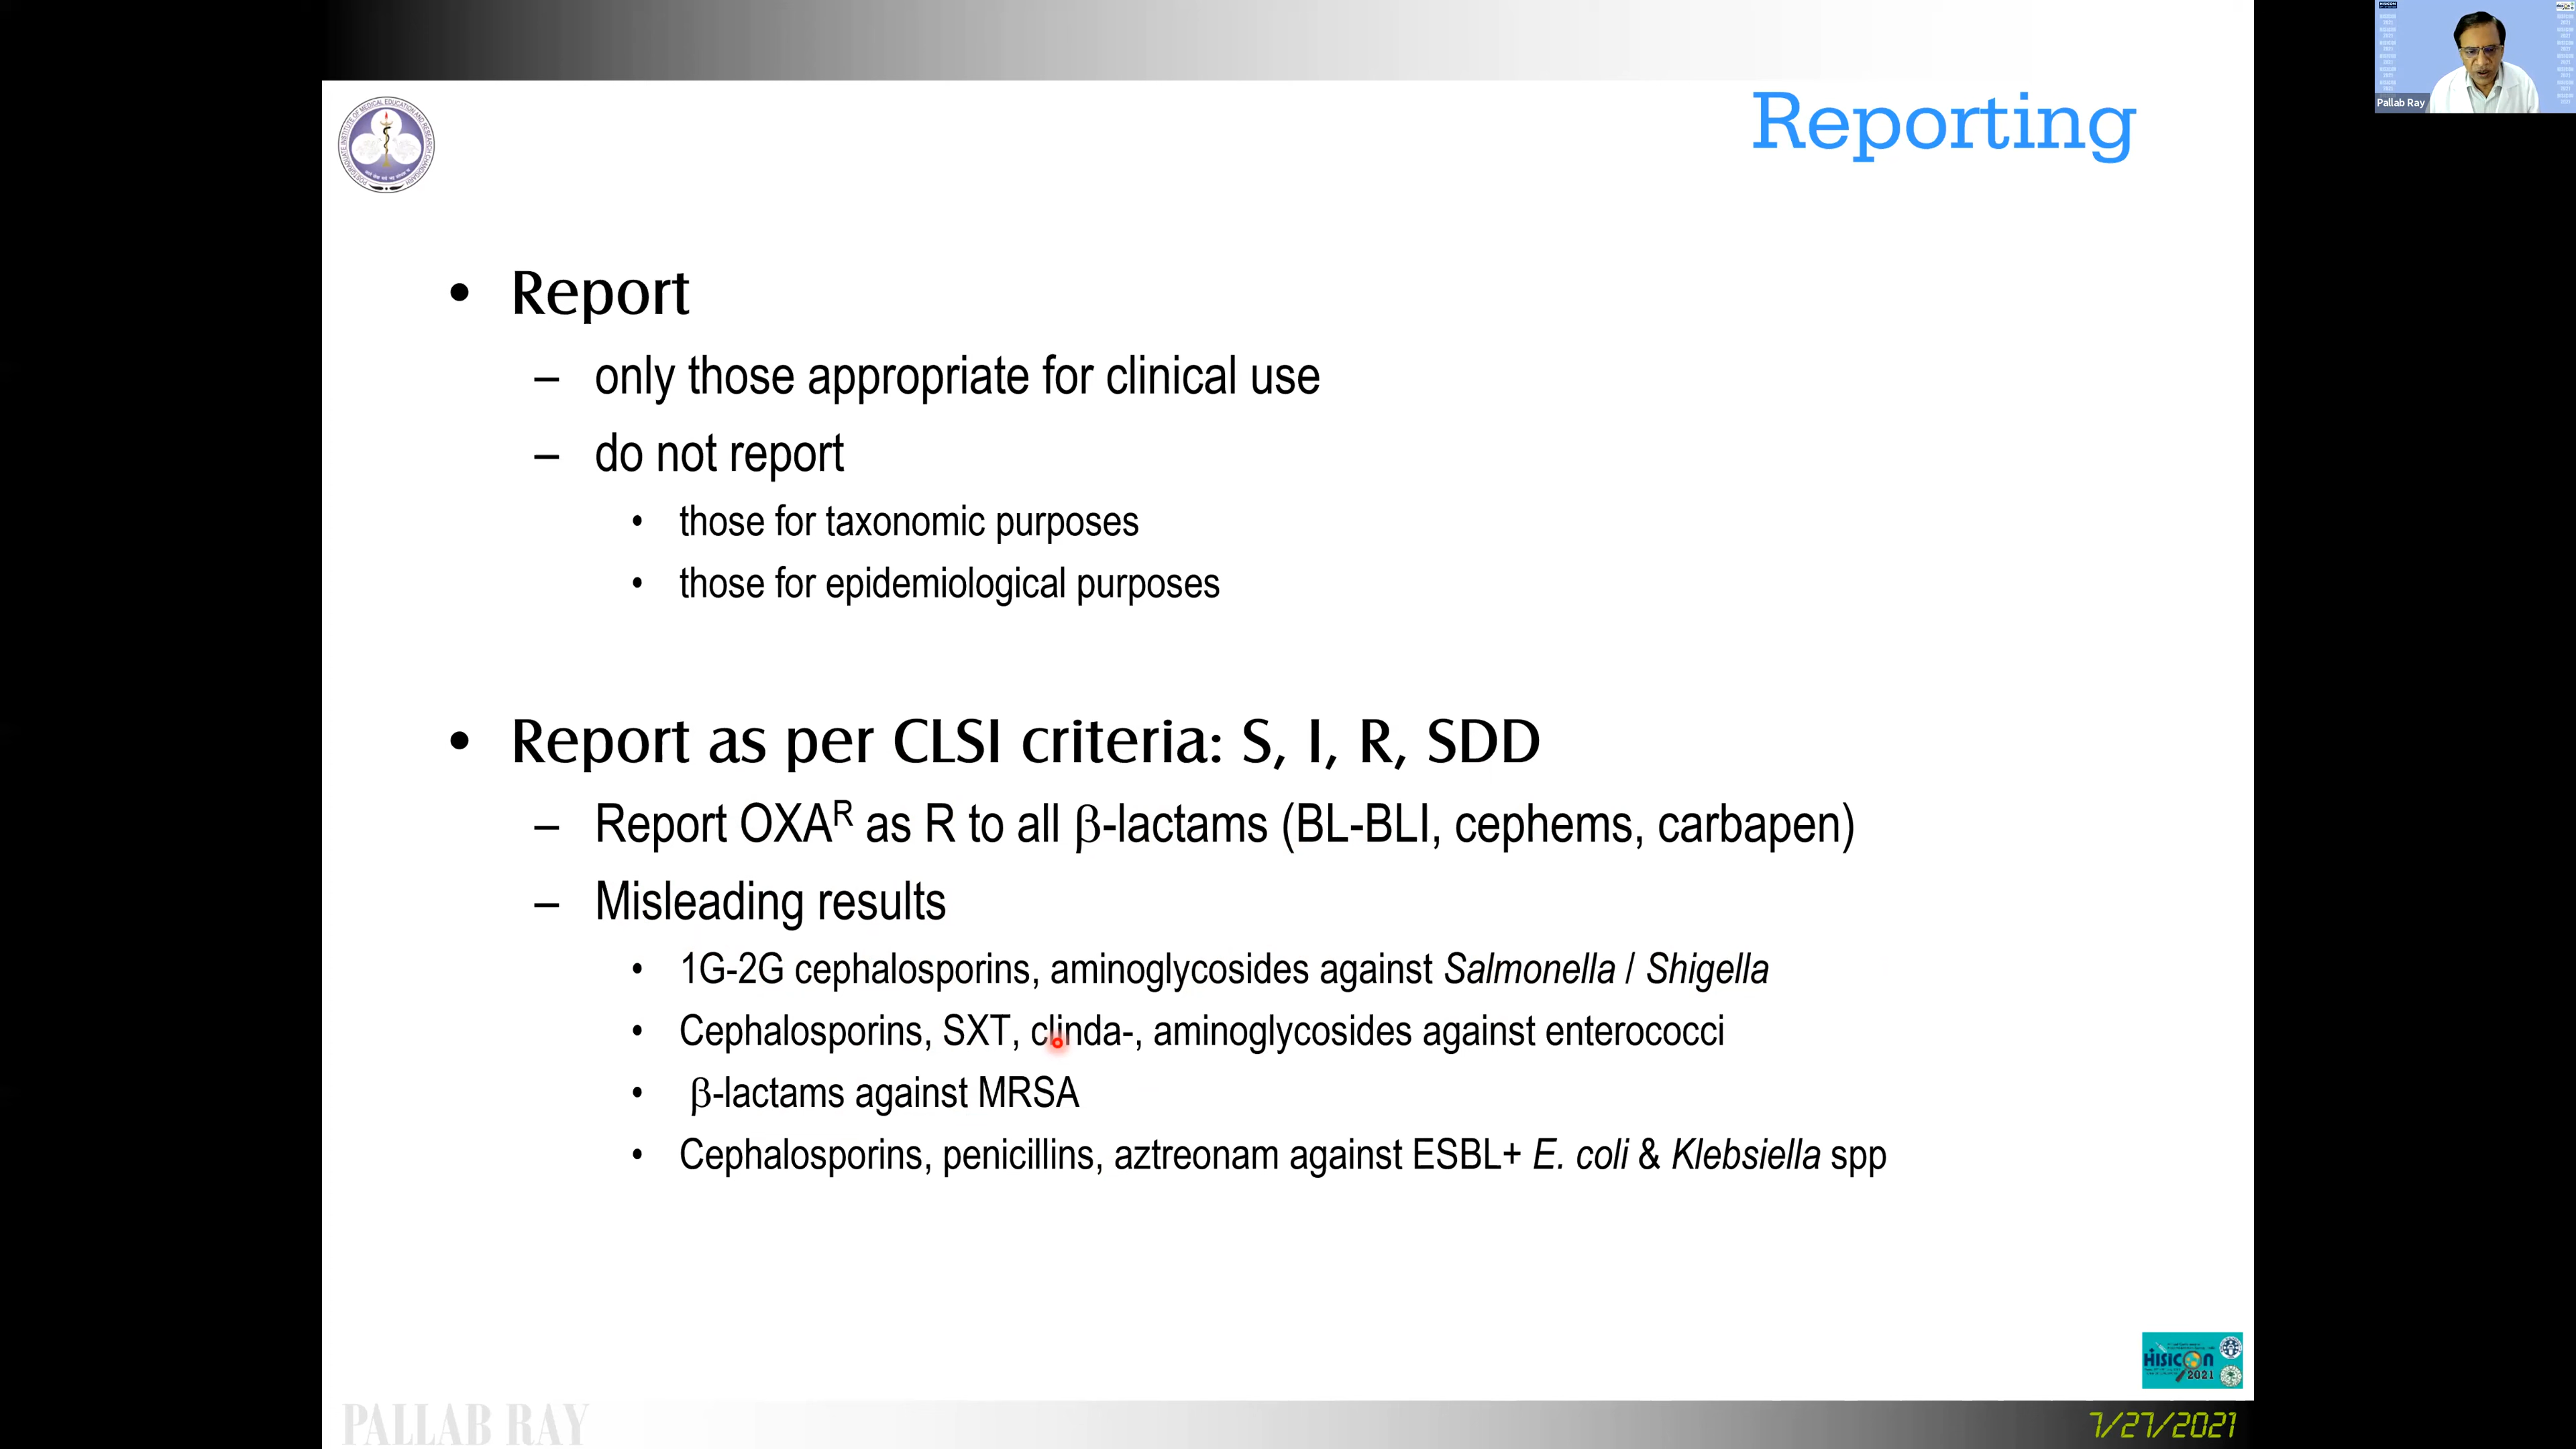 Reporting
Pallab Ray
• Report
– only those appropriate for clinical use
– do not report
• those for taxonomic purposes
• those for epidemiological purposes
• Report as per CLSI criteria: S, I, R, SDD
– Report OXAᴿ as R to all β-lactams (BL-BLI, cephems, carbapen)
– Misleading results
• 1G-2G cephalosporins, aminoglycosides against Salmonella / Shigella
• Cephalosporins, SXT, clinda-, aminoglycosides against enterococci
• β-lactams against MRSA
• Cephalosporins, penicillins, aztreonam against ESBL+ E. coli & Klebsiella spp
HISICON
2021
PALLAB RAY
7/27/2021